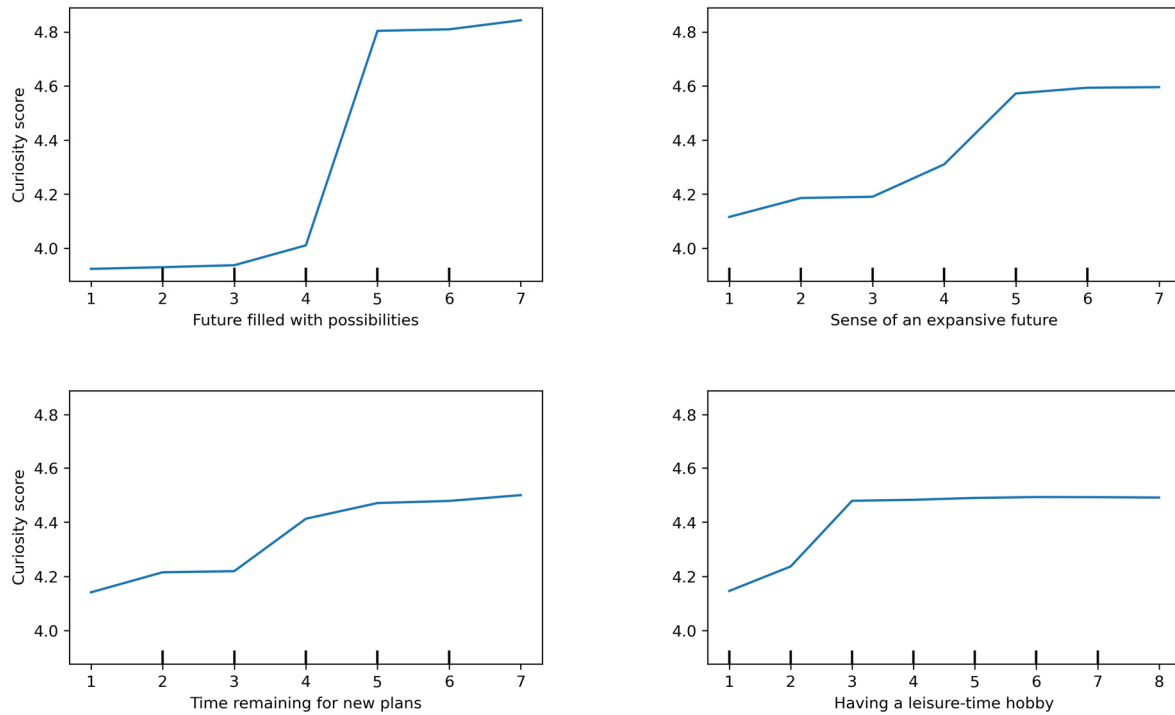 4.8
4.6
4.4
4.2
4.0
Curiosity score
1 2 3 4 5 6 7
Future filled with possibilities
4.8
4.6
4.4
4.2
4.0
1 2 3 4 5 6 7
Sense of an expansive future
4.8
4.6
4.4
4.2
4.0
Curiosity score
1 2 3 4 5 6 7
Time remaining for new plans
4.8
4.6
4.4
4.2
4.0
1 2 3 4 5 6 7 8
Having a leisure-time hobby